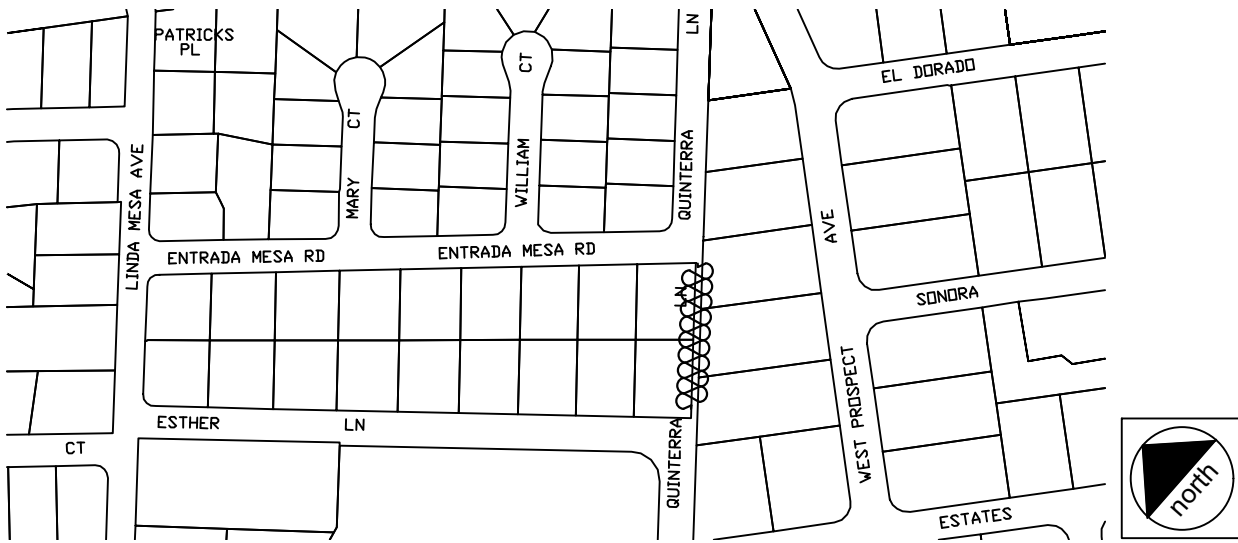 PATRICKS
PL
LN
CT
EL DORADO
CT
LINDA MESA AVE
MARY
WILLIAM
QUINTERRA
AVE
ENTRADA MESA RD
ENTRADA MESA RD
LN
SONORA
WEST PROSPECT
ESTHER
LN
CT
QUINTERRA
ESTATES
north